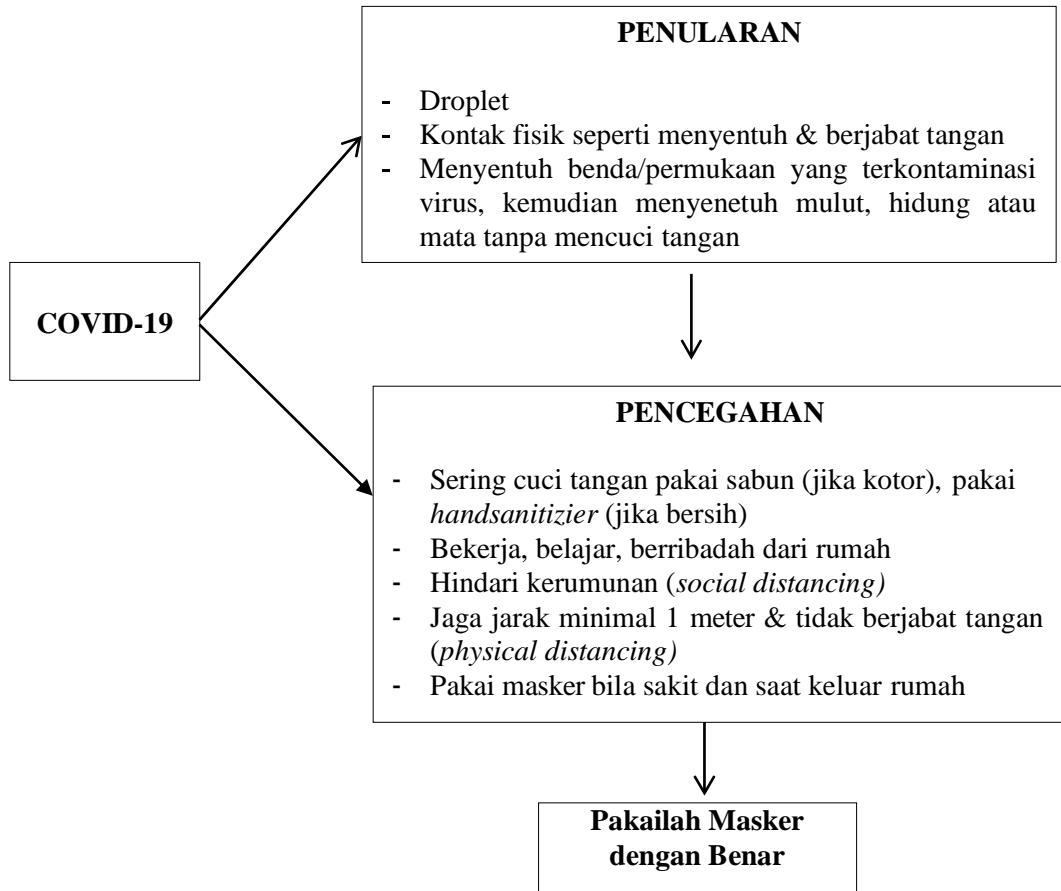 PENULARAN
- Droplet
- Kontak fisik seperti menyentuh & berjabat tangan
- Menyentuh benda/permukaan yang terkontaminasi
virus, kemudian menyenetuh mulut, hidung atau
mata tanpa mencuci tangan
COVID-19
PENCEGAHAN
- Sering cuci tangan pakai sabun (jika kotor), pakai
handsanitizier (jika bersih)
- Bekerja, belajar, berribadah dari rumah
- Hindari kerumunan (social distancing)
- Jaga jarak minimal 1 meter & tidak berjabat tangan
(physical distancing)
- Pakai masker bila sakit dan saat keluar rumah
Pakailah Masker
dengan Benar